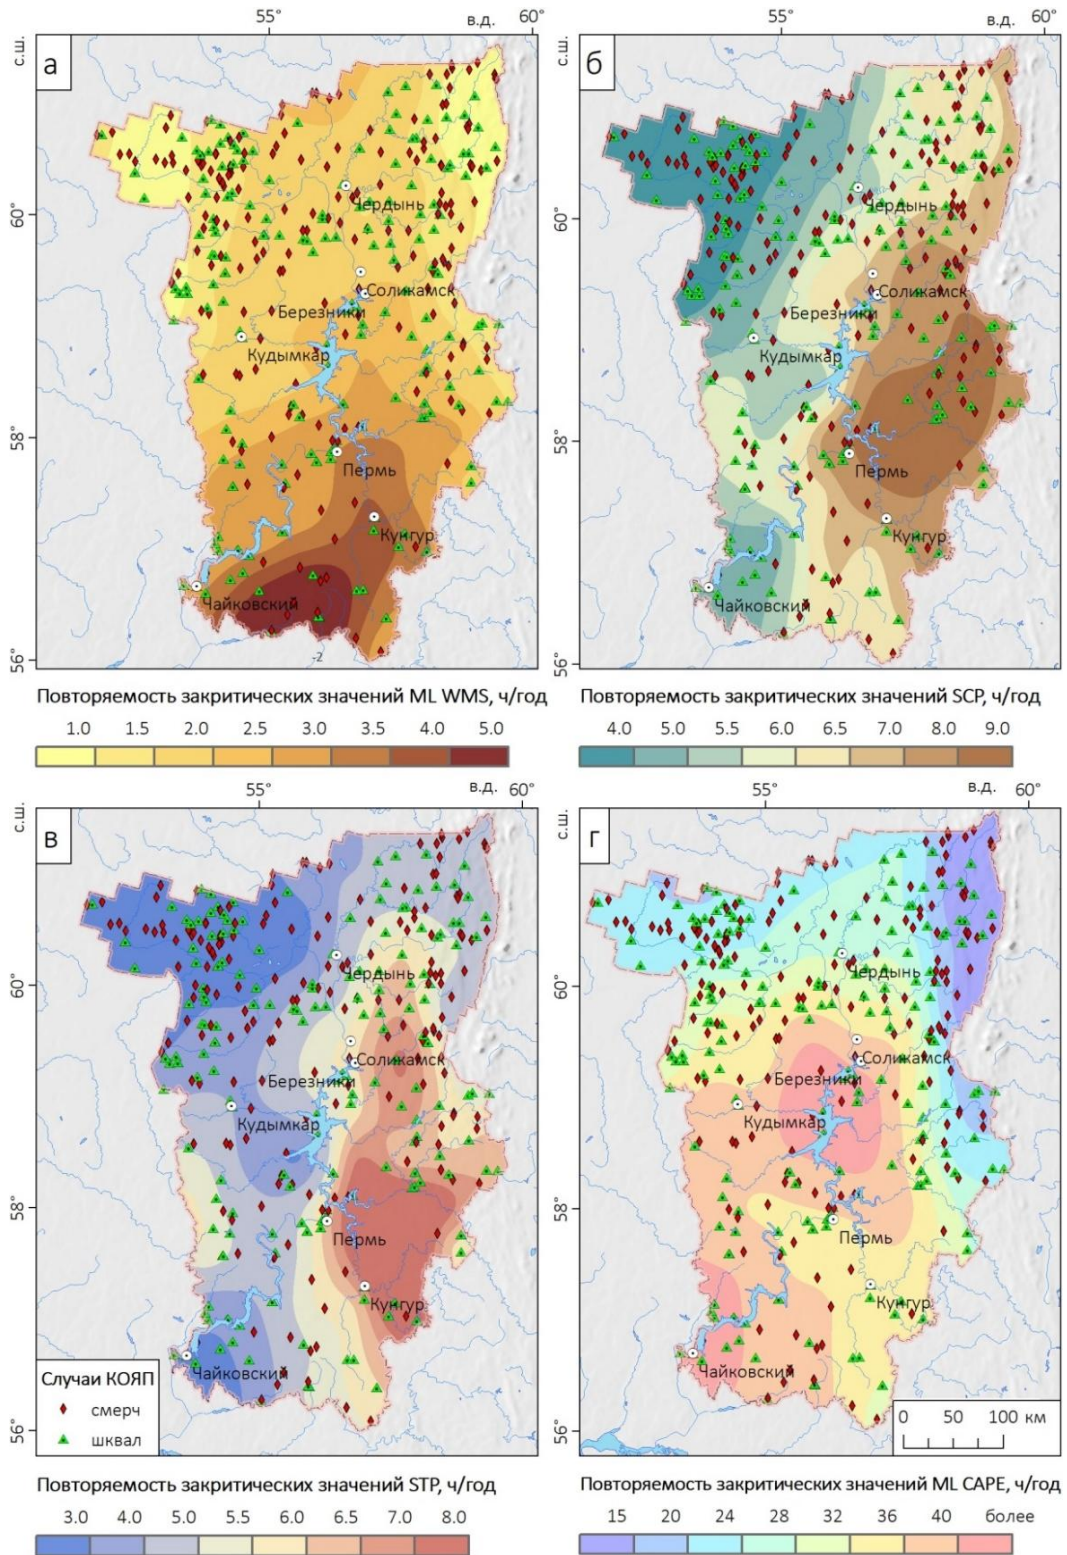 55°
в.д.
60°
55°
в.д.
60°
с.ш.
а
с.ш.
б
60°
Чердынь
60°
Чердынь
Соликамск
Соликамск
Березники
Березники
Кудымкар
Кудымкар
58°
58°
Пермь
Пермь
Кунгур
Кунгур
Чайковский
Чайковский
56°
-2
56°
Повторяемость закритических значений ML WMS, ч/год
Повторяемость закритических значений SCP, ч/год
1.0 1.5 2.0 2.5 3.0 3.5 4.0 5.0
4.0 5.0 5.5 6.0 6.5 7.0 8.0 9.0
55°
в.д.
60°
55°
в.д.
60°
с.ш.
в
с.ш.
г
60°
Чердынь
60°
Чердынь
Соликамск
Соликамск
Березники
Березники
Кудымкар
Кудымкар
58°
58°
Пермь
Пермь
Кунгур
Кунгур
Чайковский
Чайковский
Случаи КОЯП
смерч
шквал
0 50 100 км
56°
56°
Повторяемость закритических значений STP, ч/год
Повторяемость закритических значений ML CAPE, ч/год
3.0 4.0 5.0 5.5 6.0 6.5 7.0 8.0
15 20 24 28 32 36 40 более